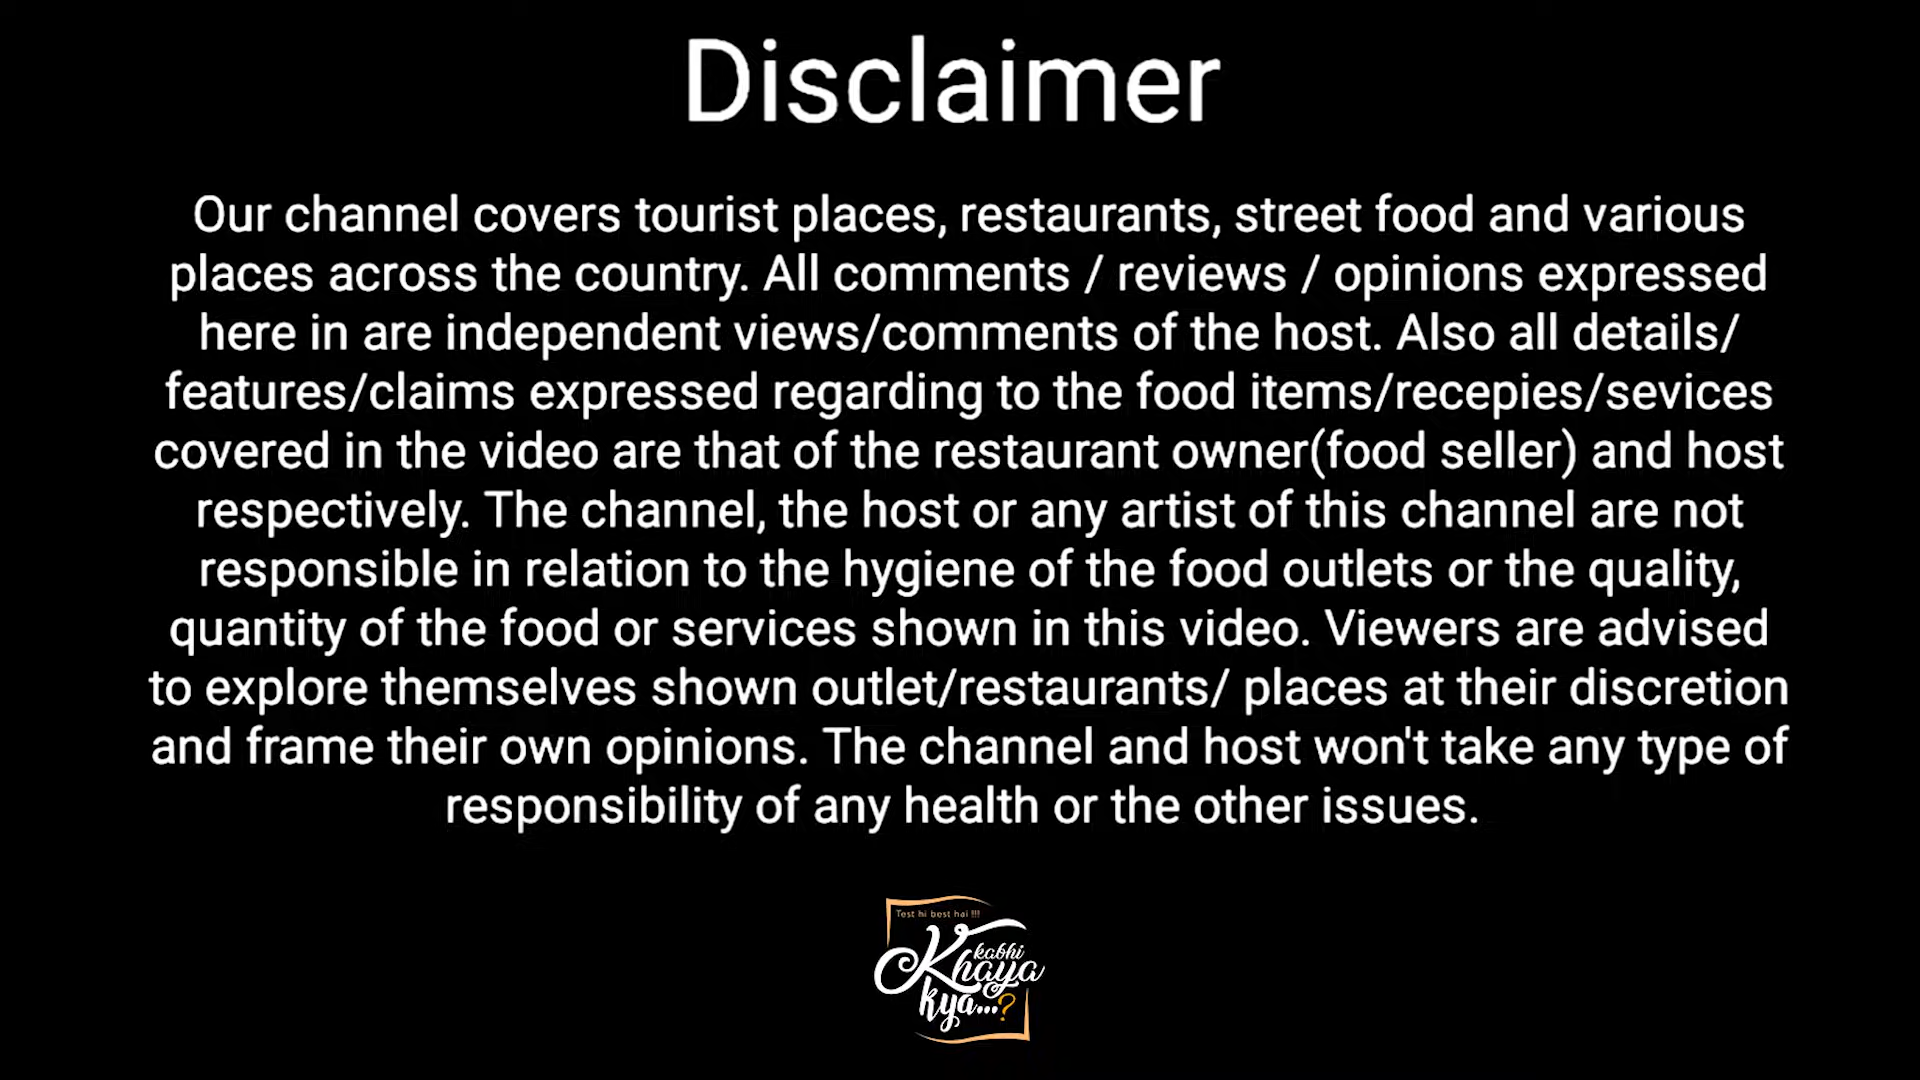 Disclaimer
Our channel covers tourist places, restaurants, street food and various
places across the country. All comments / reviews / opinions expressed
here in are independent views/comments of the host. Also all details/
features/claims expressed regarding to the food items/recepies/sevices
covered in the video are that of the restaurant owner(food seller) and host
respectively. The channel, the host or any artist of this channel are not
responsible in relation to the hygiene of the food outlets or the quality,
quantity of the food or services shown in this video. Viewers are advised
to explore themselves shown outlet/restaurants/ places at their discretion
and frame their own opinions. The channel and host won't take any type of
responsibility of any health or the other issues.
Test hi best hai !!!
kabhi
Khaya
kya...?